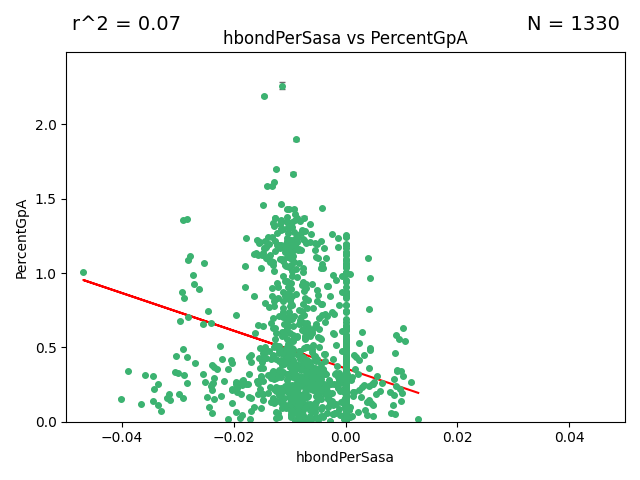 r^2 = 0.07
N = 1330
hbondPerSasa vs PercentGpA
PercentGpA
2.0
1.5
1.0
0.5
0.0
−0.04
−0.02
0.00
0.02
0.04
hbondPerSasa